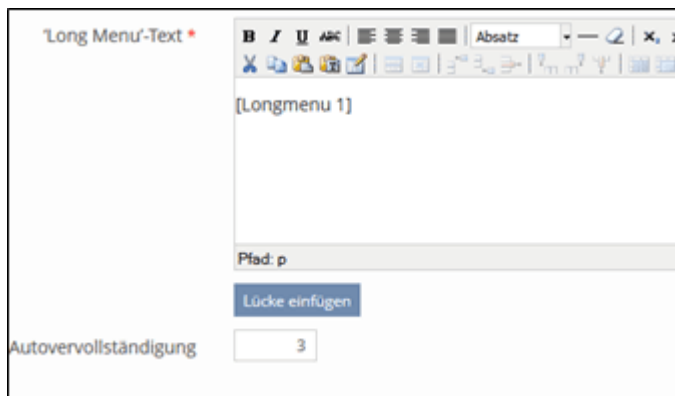 'Long Menu'-Text *
B I U ABC Absatz
[Longmenu 1]
Pfad: p
Lücke einfügen
Autovervollständigung 3